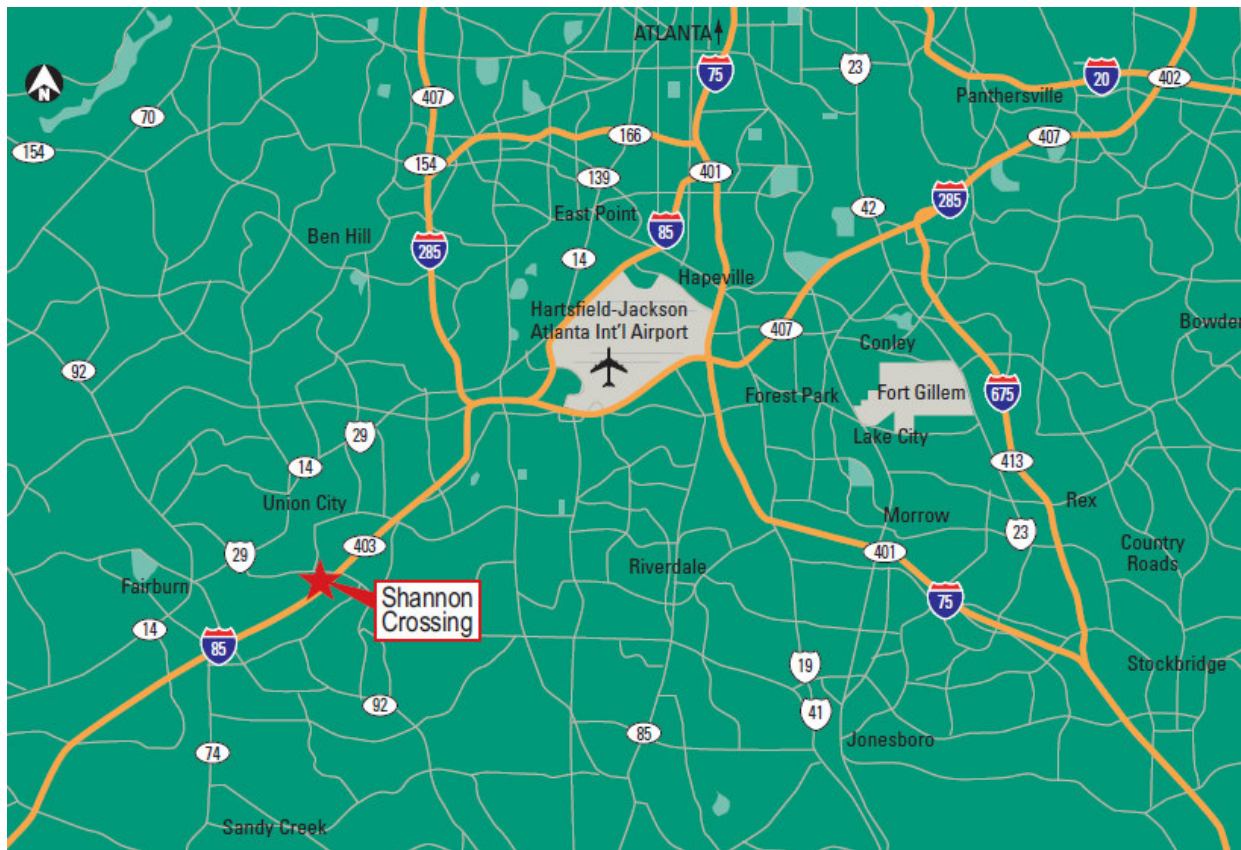 ATLANTA
75
23
20
402
Panthersville
407
N
70
407
154
166
154
401
139
285
42
East Point
85
Ben Hill
285
14
Hapeville
Hartsfield-Jackson
Atlanta Int'l Airport
407
Bowden
Conley
92
Forest Park
Fort Gillem
675
Lake City
29
14
413
Union City
Rex
Morrow
23
403
401
Country
Roads
29
Riverdale
Fairburn
Shannon
Crossing
75
14
85
19
Stockbridge
92
41
85
Jonesboro
74
Sandy Creek